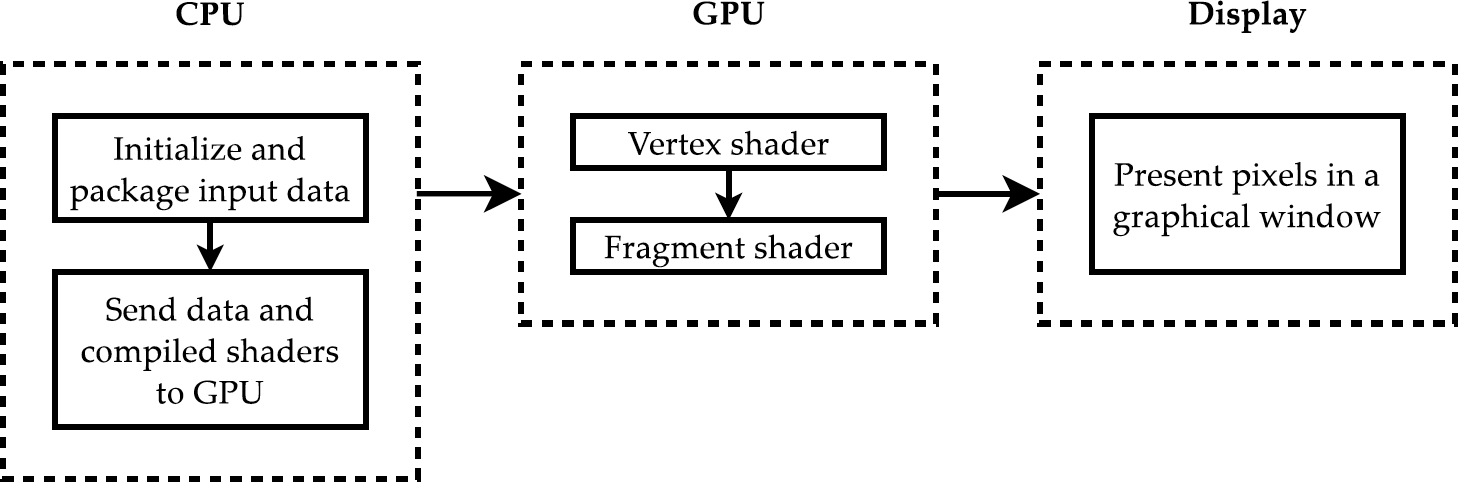 CPU
Initialize and
package input data
Send data and
compiled shaders
to GPU
GPU
Vertex shader
Fragment shader
Display
Present pixels in a
graphical window